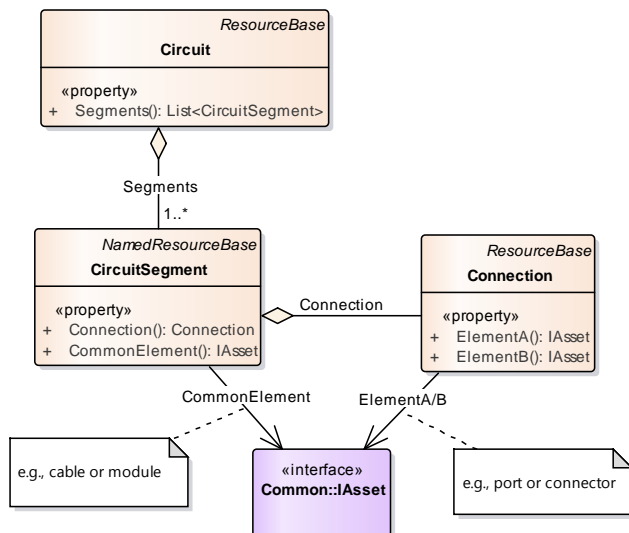 ResourceBase
Circuit
«property»
+ Segments(): List<CircuitSegment>
Segments
1..*
NamedResourceBase
CircuitSegment
«property»
+ Connection(): Connection
+ CommonElement(): IAsset
Connection
ResourceBase
Connection
«property»
+ ElementA(): IAsset
+ ElementB(): IAsset
CommonElement
ElementA/B
e.g., cable or module
«interface»
Common::IAsset
e.g., port or connector